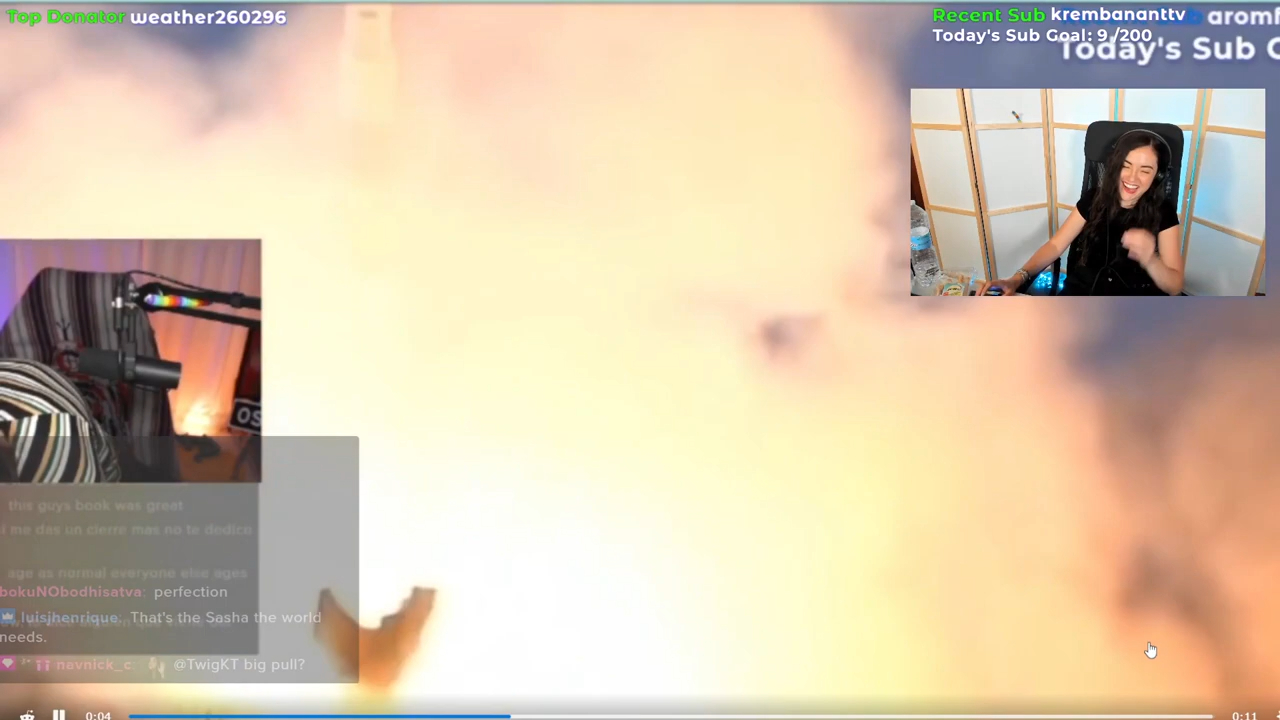 Top Donator weather260296
Recent Sub krembananttv
Today's Sub Goal: 9 /200
aromf
Today's Sub G
this guys book was great
i me das un cierre mas no te dedico
age as normal everyone else ages
bokuNObodhisatva: perfection
luisjhenrique: That's the Sasha the world
needs.
navnick_c: @TwigKT big pull?
0:04
0:11